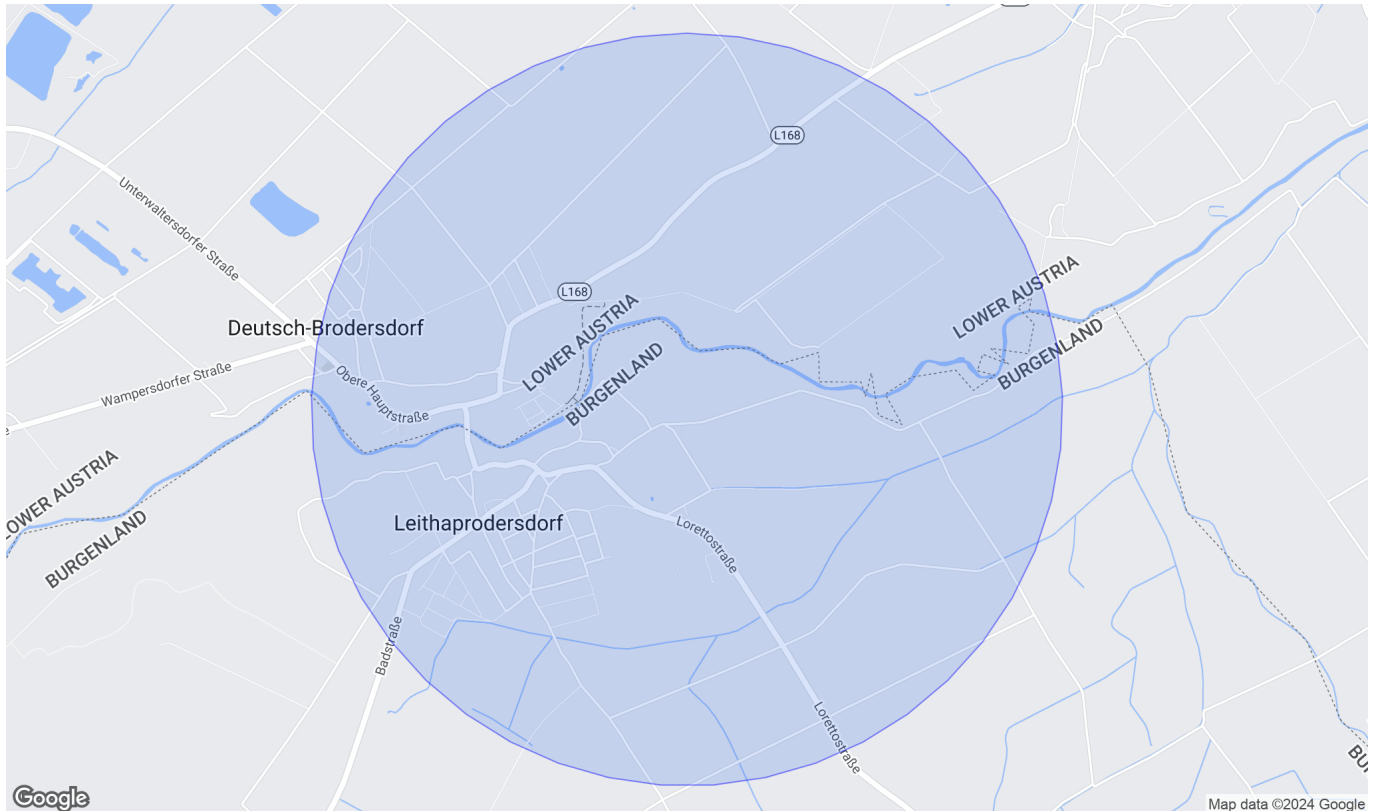 L168
Unterwaltersdorfer Straße
LOWER AUSTRIA
BURGENLAND
L168
LOWER AUSTRIA
BURGENLAND
Deutsch-Brodersdorf
Wampersdorfer Straße
Obere Hauptstraße
OWER AUSTRIA
BURGENLAND
Leithaprodersdorf
Lorettostraße
Badstraße
Lorettostraße
Google
Map data ©2024 Google